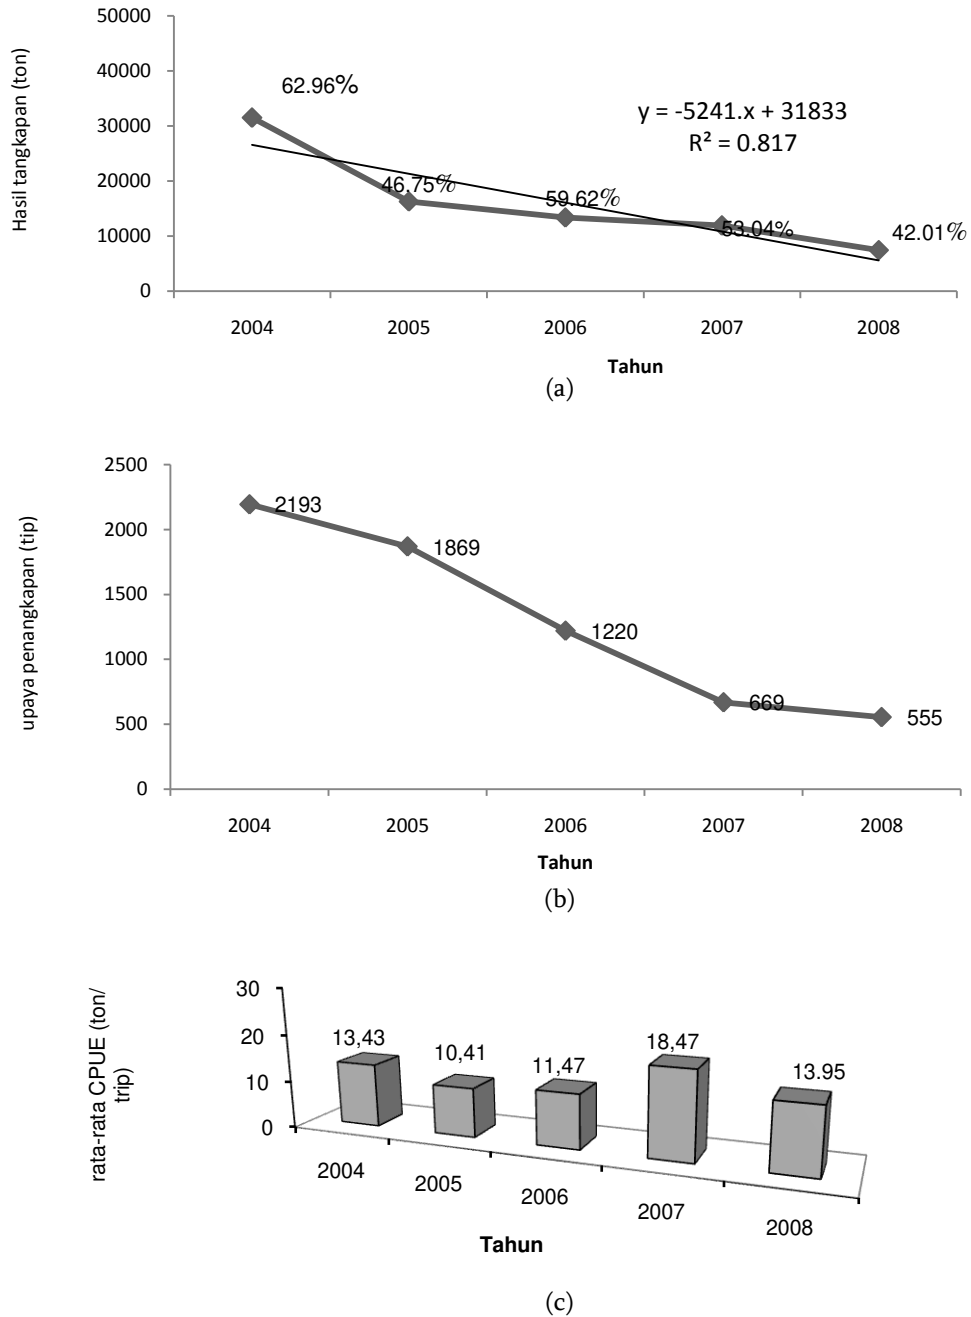 Hasil tangkapan (ton)
50000
40000
30000
20000
10000
0
62.96%
46.75%
59.62%
53.04%
42.01%
y = -5241.x + 31833
R² = 0.817
2004 2005 2006 2007 2008
Tahun
(a)
upaya penangkapan (tip)
2500
2000
1500
1000
500
0
2193
1869
1220
669
555
2004 2005 2006 2007 2008
Tahun
(b)
rata-rata CPUE (ton/
trip)
30
20
10
0
13,43
10,41
11,47
18,47
13.95
2004 2005 2006 2007 2008
Tahun
(c)